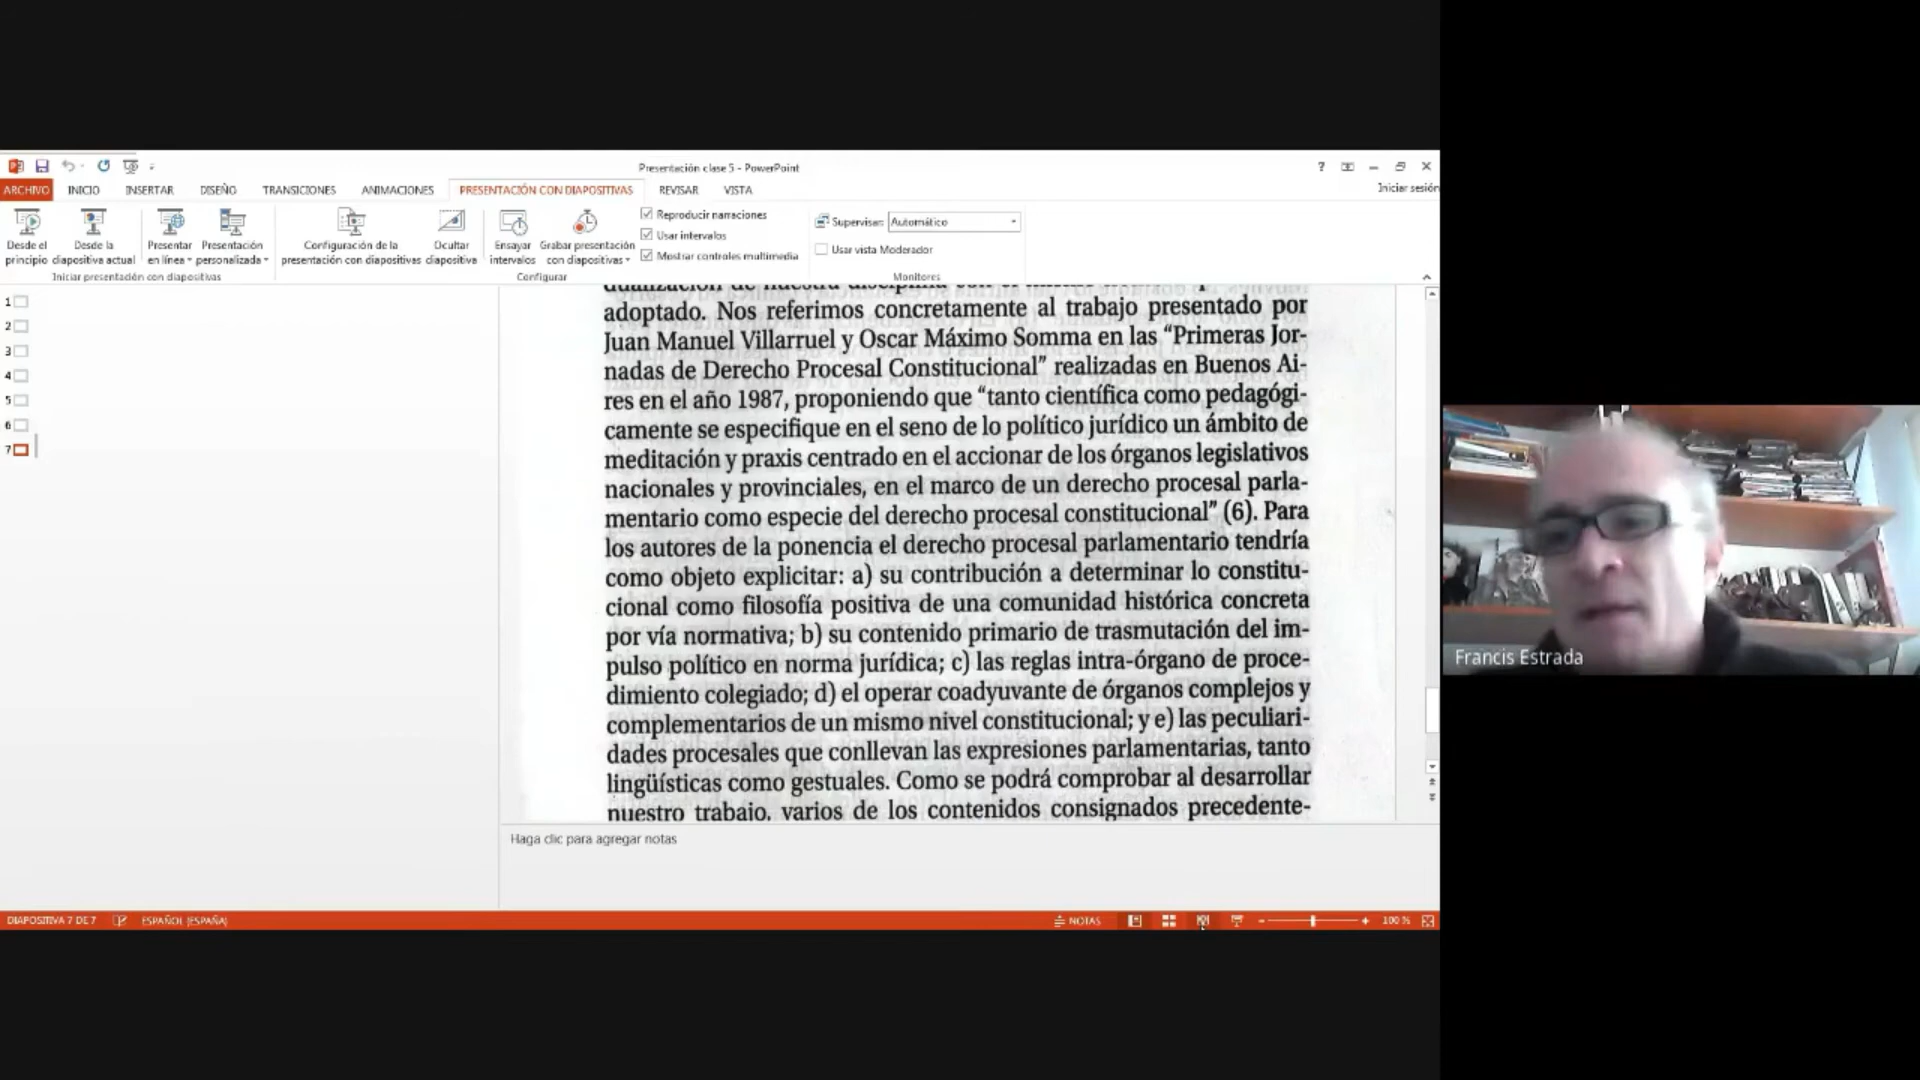 Presentación clase 5 - PowerPoint
?
Iniciar sesión
ARCHIVO INICIO INSERTAR DISEÑO TRANSICIONES ANIMACIONES PRESENTACIÓN CON DIAPOSITIVAS REVISAR VISTA
Desde el principio
Desde la diapositiva actual
Presentar en línea
Presentación personalizada
Iniciar presentación con diapositivas
Configuración de la presentación con diapositivas
Ocultar diapositiva
Ensayar intervalos
Grabar presentación con diapositivas
Reproducir narraciones
Usar intervalos
Mostrar controles multimedia
Configurar
Supervisar: Automático
Usar vista Moderador
Monitores
1
2
3
4
5
6
7
adoptado. Nos referimos concretamente al trabajo presentado por
Juan Manuel Villarruel y Oscar Máximo Somma en las “Primeras Jor-
nadas de Derecho Procesal Constitucional” realizadas en Buenos Ai-
res en el año 1987, proponiendo que “tanto científica como pedagógi-
camente se especifique en el seno de lo político jurídico un ámbito de
meditación y praxis centrado en el accionar de los órganos legislativos
nacionales y provinciales, en el marco de un derecho procesal parla-
mentario como especie del derecho procesal constitucional” (6). Para
los autores de la ponencia el derecho procesal parlamentario tendría
como objeto explicitar: a) su contribución a determinar lo constitu-
cional como filosofía positiva de una comunidad histórica concreta
por vía normativa; b) su contenido primario de trasmutación del im-
pulso político en norma jurídica; c) las reglas intra-órgano de proce-
dimiento colegiado; d) el operar coadyuvante de órganos complejos y
complementarios de un mismo nivel constitucional; y e) las peculiari-
dades procesales que conllevan las expresiones parlamentarias, tanto
lingüísticas como gestuales. Como se podrá comprobar al desarrollar
nuestro trabajo, varios de los contenidos consignados precedente-
Haga clic para agregar notas
DIAPOSITIVA 7 DE 7 ESPAÑOL (ESPAÑA) NOTAS 100 %
Francis Estrada